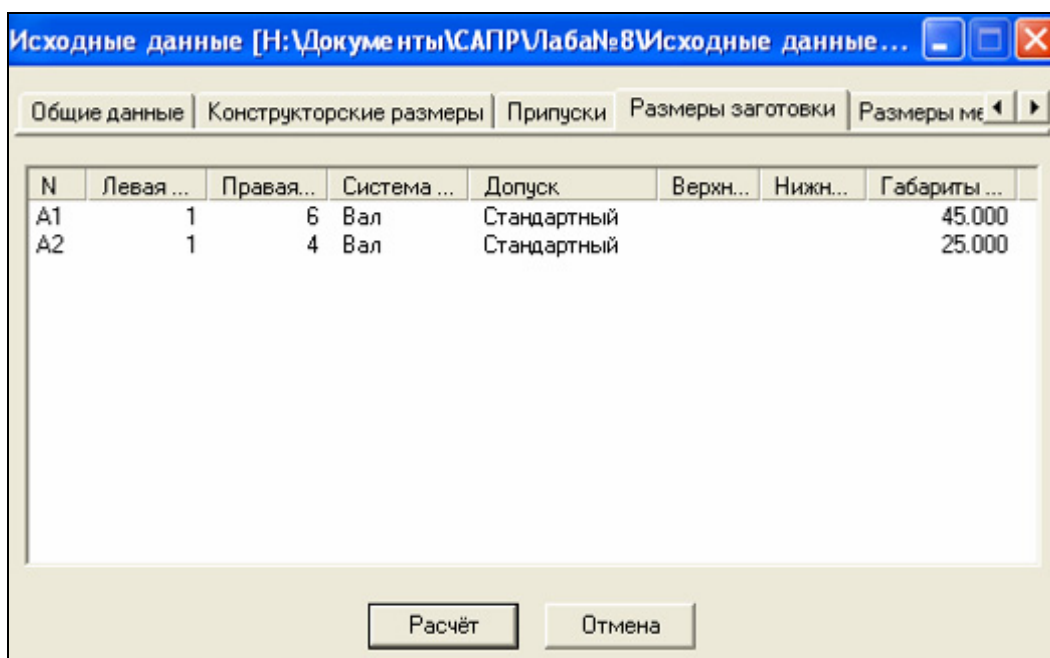 Исходные данные [H:\Документы\САПР\Лаба№8\Исходные данные...
Общие данные Конструкторские размеры Припуски Размеры заготовки Размеры ме
N Левая ... Правая... Система ... Допуск Верхн... Нижн... Габариты ...
A1 1 6 Вал Стандартный 45.000
A2 1 4 Вал Стандартный 25.000
Расчёт Отмена